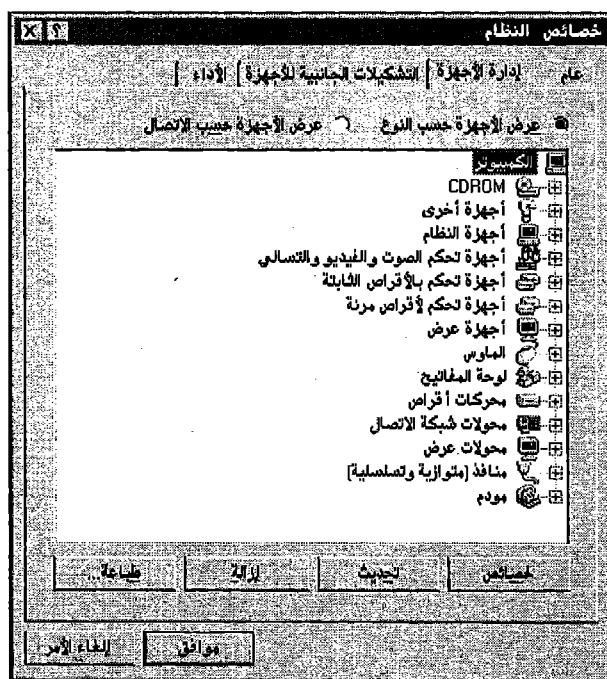 خصائص النظام
عام
إدارة الأجهزة
التشكيلات الجانبية للأجهزة
الأداء
عرض الأجهزة حسب النوع
عرض الأجهزة حسب الاتصال
الكمبيوتر
CDROM
أجهزة أخرى
أجهزة النظام
أجهزة تحكم الصوت والفيديو والتسالي
أجهزة تحكم بالأقراص الثابتة
أجهزة تحكم لأقراص مرنة
أجهزة عرض
الماوس
لوحة المفاتيح
محركات أقراص
محولات شبكة الاتصال
محولات عرض
منافذ (متوازية وتسلسلية)
مودم
خصائص
تحديث
إزالة
طباعة...
موافق
إلغاء الأمر